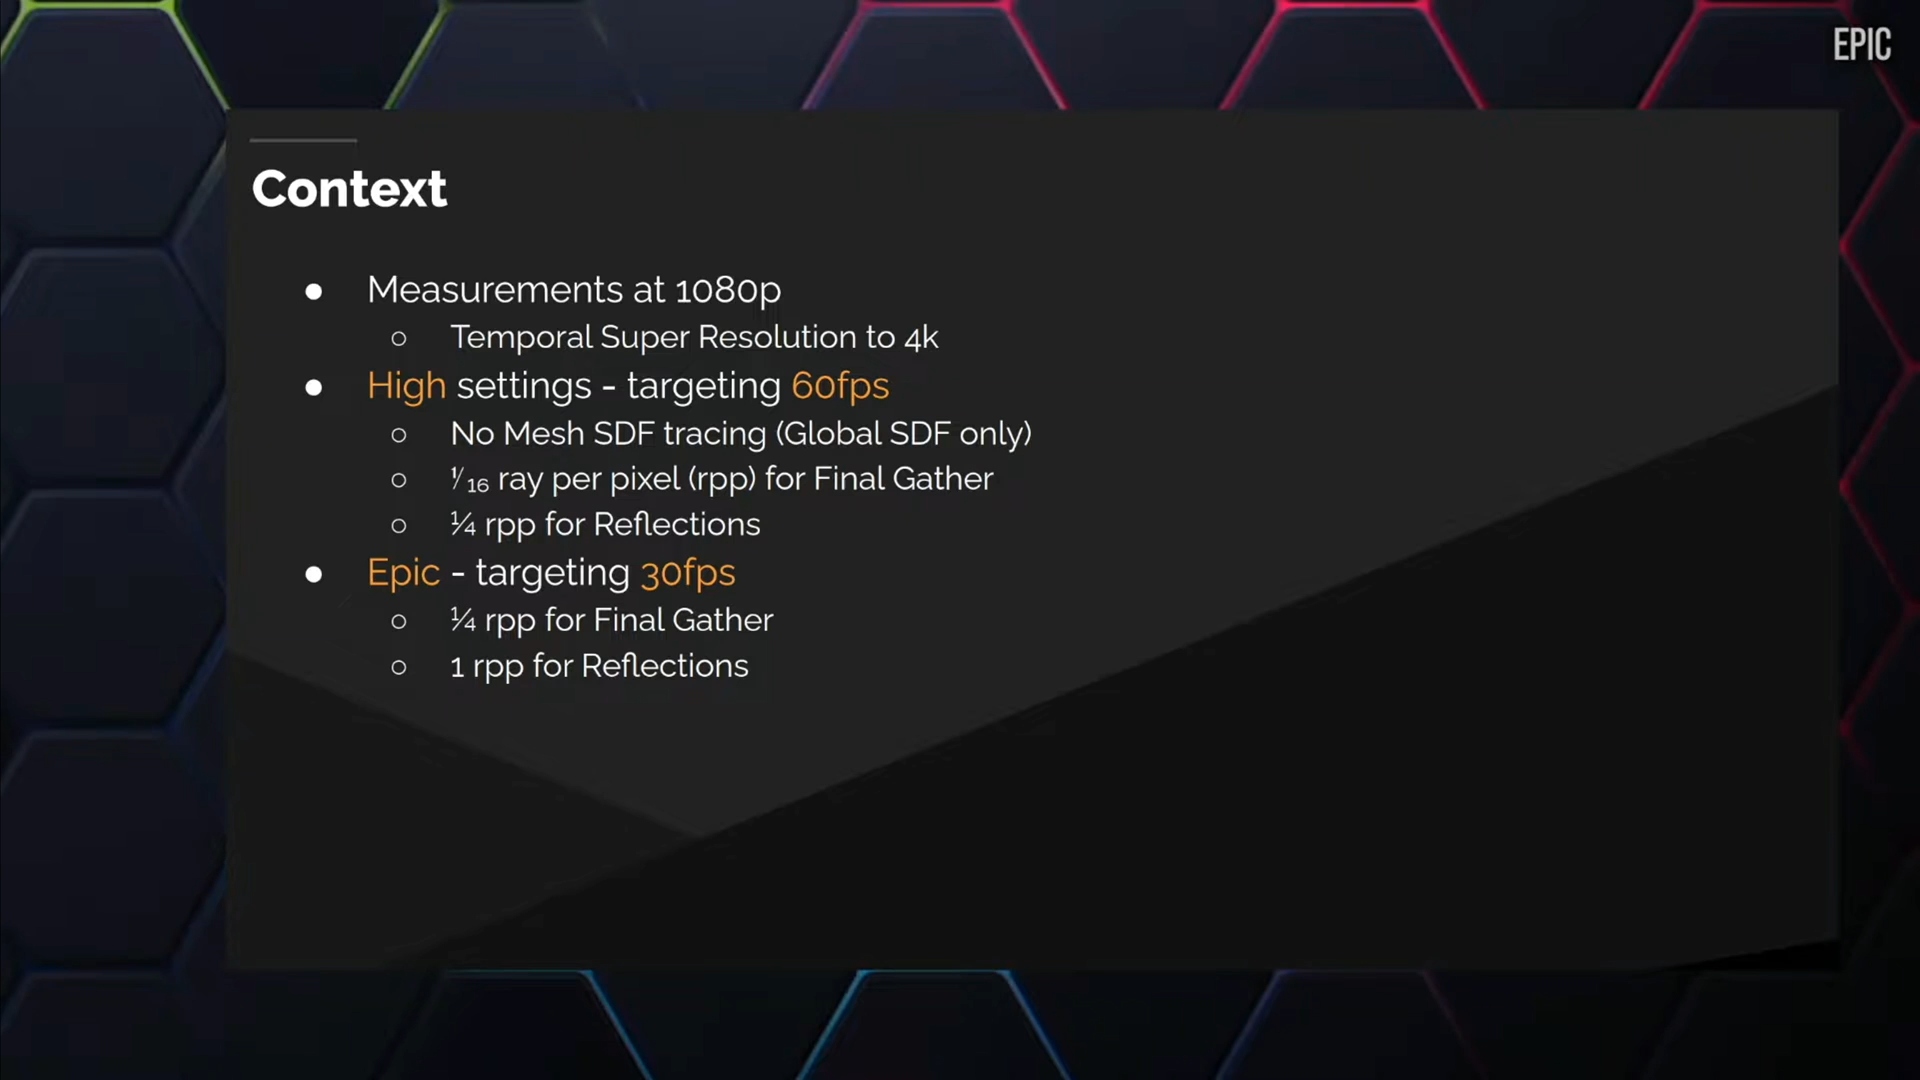 EPIC
Context
● Measurements at 1080p
○ Temporal Super Resolution to 4k
● High settings - targeting 60fps
○ No Mesh SDF tracing (Global SDF only)
○ 1/16 ray per pixel (rpp) for Final Gather
○ ¼ rpp for Reflections
● Epic - targeting 30fps
○ ¼ rpp for Final Gather
○ 1 rpp for Reflections